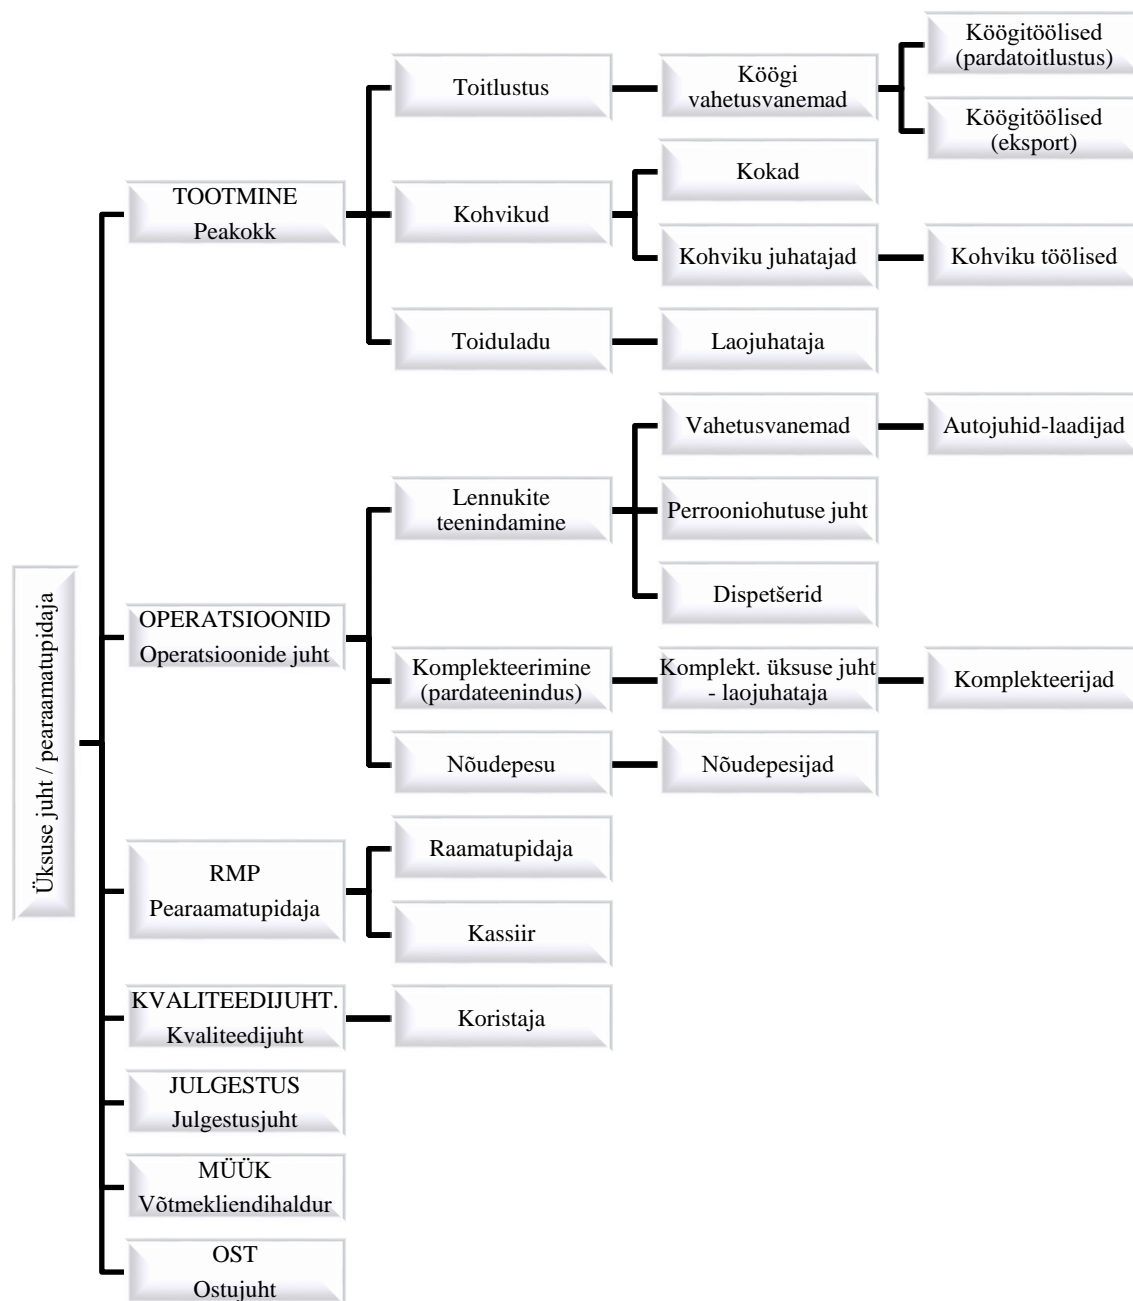 Üksuse juht / pearaamatupidaja
TOOTMINE
Peakokk
Toitlustus
Köögi
vahetusvanemad
Köögitöölised
(pardatoitlustus)
Köögitöölised
(eksport)
Kohvikud
Kokad
Kohviku juhatajad
Kohviku töölised
Toiduladu
Laojuhataja
OPERATSIOONID
Operatsioonide juht
Lennukite
teenindamine
Vahetusvanemad
Autojuhid-laadijad
Perrooniohutuse juht
Dispetšerid
Komplekteerimine
(pardateenindus)
Komplekt. üksuse juht
- laojuhataja
Komplekteerijad
Nõudepesu
Nõudepesijad
RMP
Pearaamatupidaja
Raamatupidaja
Kassiir
KVALITEEDIJUHT.
Kvaliteedijuht
Koristaja
JULGESTUS
Julgestusjuht
MÜÜK
Võtmekliendihaldur
OST
Ostujuht